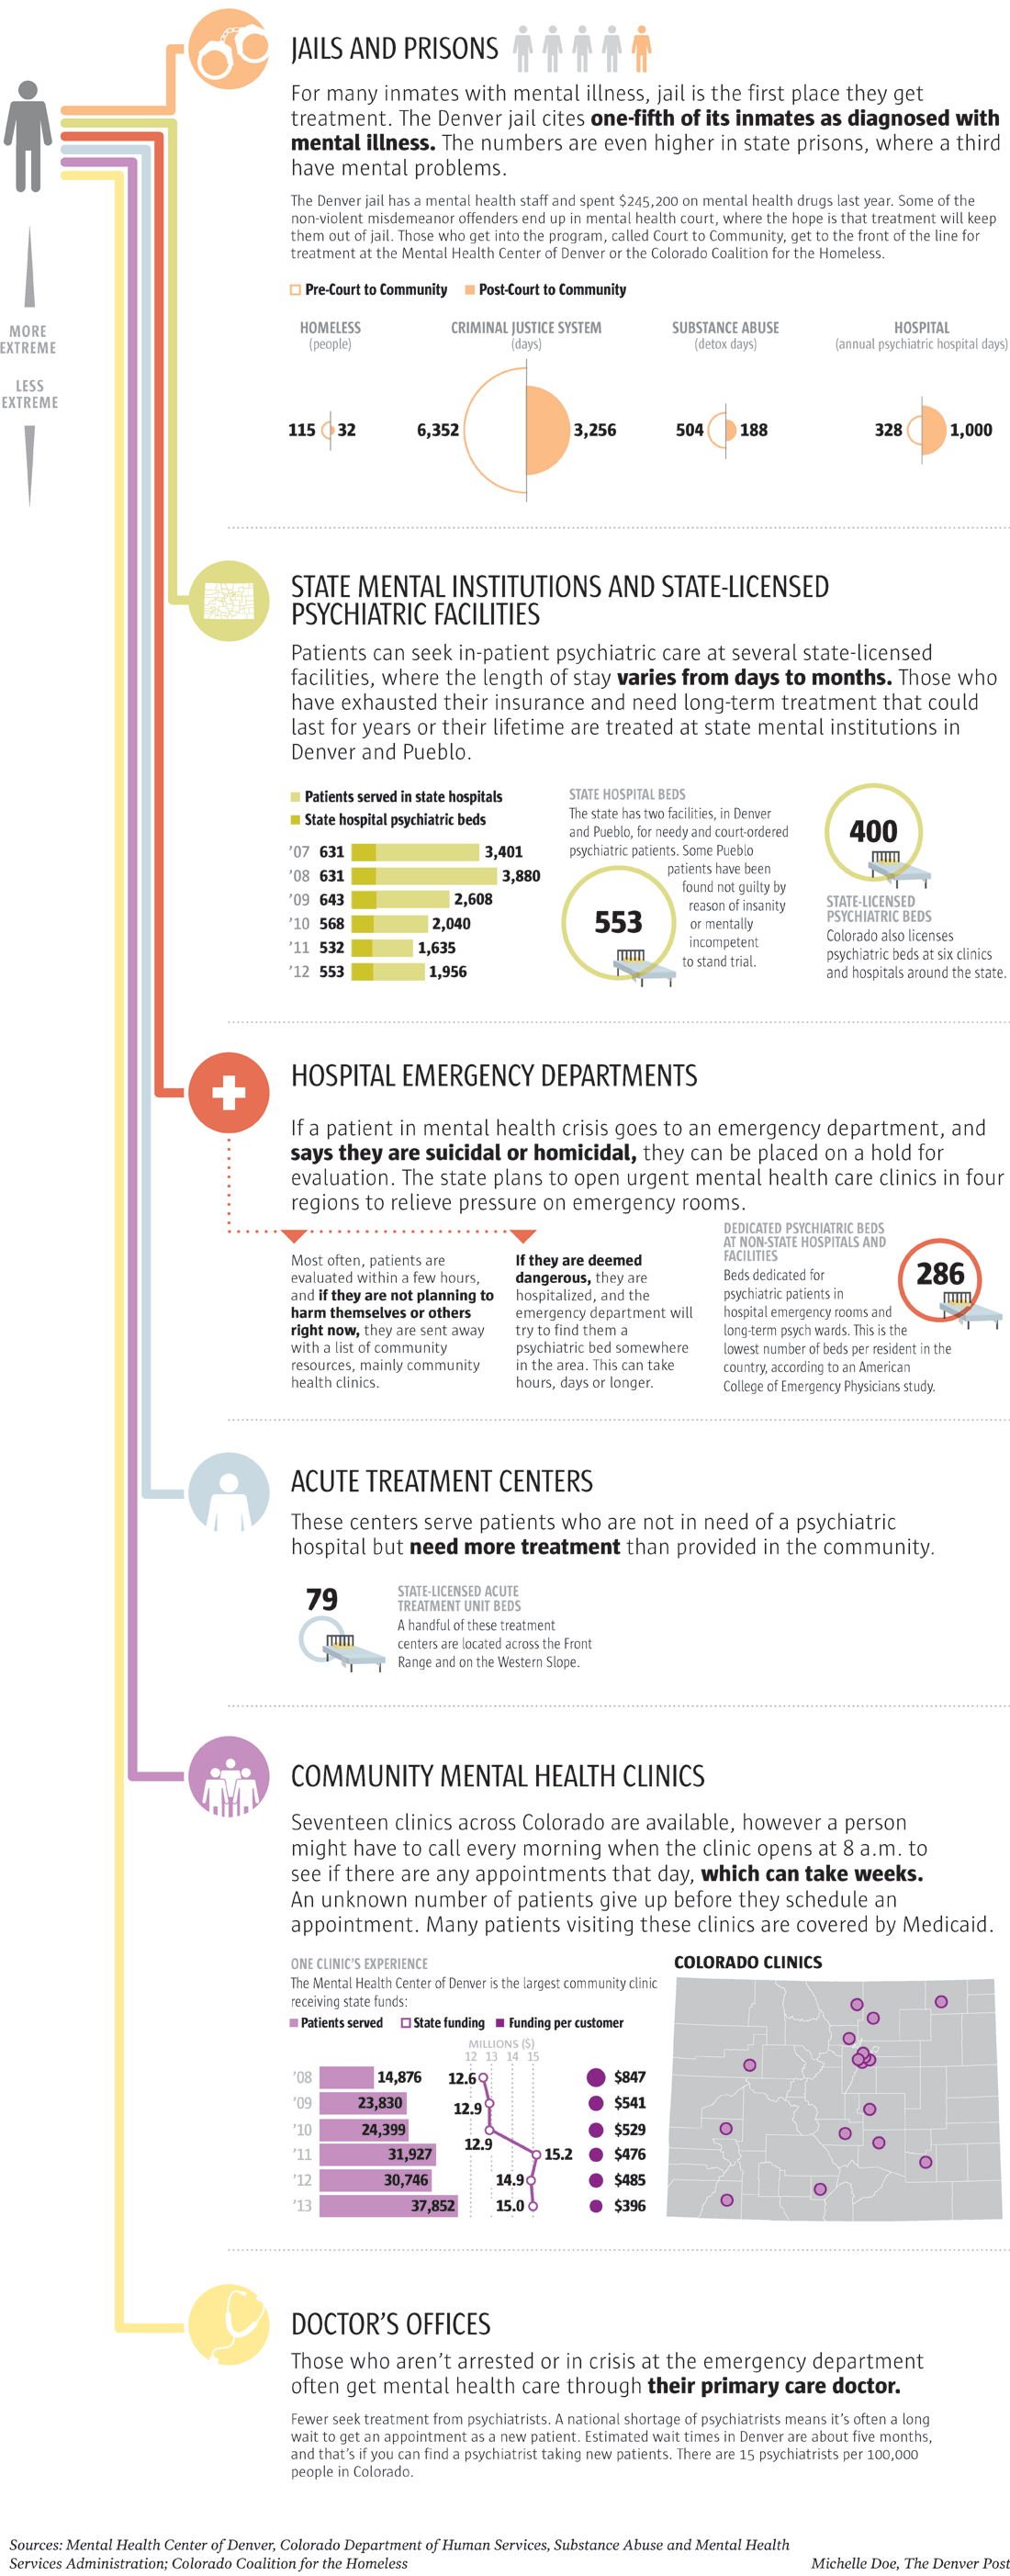 JAILS AND PRISONS
For many inmates with mental illness, jail is the first place they get
treatment. The Denver jail cites one-fifth of its inmates as diagnosed with
mental illness. The numbers are even higher in state prisons, where a third
have mental problems.
The Denver jail has a mental health staff and spent $245,200 on mental health drugs last year. Some of the
non-violent misdemeanor offenders end up in mental health court, where the hope is that treatment will keep
them out of jail. Those who get into the program, called Court to Community, get to the front of the line for
treatment at the Mental Health Center of Denver or the Colorado Coalition for the Homeless.
MORE
EXTREME
LESS
EXTREME
Pre-Court to Community Post-Court to Community
HOMELESS
(people)
115 32
CRIMINAL JUSTICE SYSTEM
(days)
6,352 3,256
SUBSTANCE ABUSE
(detox days)
504 188
HOSPITAL
(annual psychiatric hospital days)
328 1,000
STATE MENTAL INSTITUTIONS AND STATE-LICENSED
PSYCHIATRIC FACILITIES
Patients can seek in-patient psychiatric care at several state-licensed
facilities, where the length of stay varies from days to months. Those who
have exhausted their insurance and need long-term treatment that could
last for years or their lifetime are treated at state mental institutions in
Denver and Pueblo.
Patients served in state hospitals
State hospital psychiatric beds
'07 631 3,401
'08 631 3,880
'09 643 2,608
'10 568 2,040
'11 532 1,635
'12 553 1,956
STATE HOSPITAL BEDS
The state has two facilities, in Denver
and Pueblo, for needy and court-ordered
psychiatric patients. Some Pueblo
patients have been
found not guilty by
reason of insanity
or mentally
incompetent
to stand trial.
553
400
STATE-LICENSED
PSYCHIATRIC BEDS
Colorado also licenses
psychiatric beds at six clinics
and hospitals around the state.
HOSPITAL EMERGENCY DEPARTMENTS
If a patient in mental health crisis goes to an emergency department, and
says they are suicidal or homicidal, they can be placed on a hold for
evaluation. The state plans to open urgent mental health care clinics in four
regions to relieve pressure on emergency rooms.
Most often, patients are
evaluated within a few hours,
and if they are not planning to
harm themselves or others
right now, they are sent away
with a list of community
resources, mainly community
health clinics.
If they are deemed
dangerous, they are
hospitalized, and the
emergency department will
try to find them a
psychiatric bed somewhere
in the area. This can take
hours, days or longer.
DEDICATED PSYCHIATRIC BEDS
AT NON-STATE HOSPITALS AND
FACILITIES
Beds dedicated for
psychiatric patients in
hospital emergency rooms and
long-term psych wards. This is the
lowest number of beds per resident in the
country, according to an American
College of Emergency Physicians study.
286
ACUTE TREATMENT CENTERS
These centers serve patients who are not in need of a psychiatric
hospital but need more treatment than provided in the community.
79
STATE-LICENSED ACUTE
TREATMENT UNIT BEDS
A handful of these treatment
centers are located across the Front
Range and on the Western Slope.
COMMUNITY MENTAL HEALTH CLINICS
Seventeen clinics across Colorado are available, however a person
might have to call every morning when the clinic opens at 8 a.m. to
see if there are any appointments that day, which can take weeks.
An unknown number of patients give up before they schedule an
appointment. Many patients visiting these clinics are covered by Medicaid.
ONE CLINIC'S EXPERIENCE
The Mental Health Center of Denver is the largest community clinic
receiving state funds:
Patients served State funding Funding per customer
MILLIONS ($)
12 13 14 15
'08 14,876 12.6 $847
'09 23,830 12.9 $541
'10 24,399 12.9 $529
'11 31,927 15.2 $476
'12 30,746 14.9 $485
'13 37,852 15.0 $396
COLORADO CLINICS
DOCTOR'S OFFICES
Those who aren't arrested or in crisis at the emergency department
often get mental health care through their primary care doctor.
Fewer seek treatment from psychiatrists. A national shortage of psychiatrists means it's often a long
wait to get an appointment as a new patient. Estimated wait times in Denver are about five months,
and that's if you can find a psychiatrist taking new patients. There are 15 psychiatrists per 100,000
people in Colorado.
Sources: Mental Health Center of Denver, Colorado Department of Human Services, Substance Abuse and Mental Health
Services Administration; Colorado Coalition for the Homeless
Michelle Doe, The Denver Post